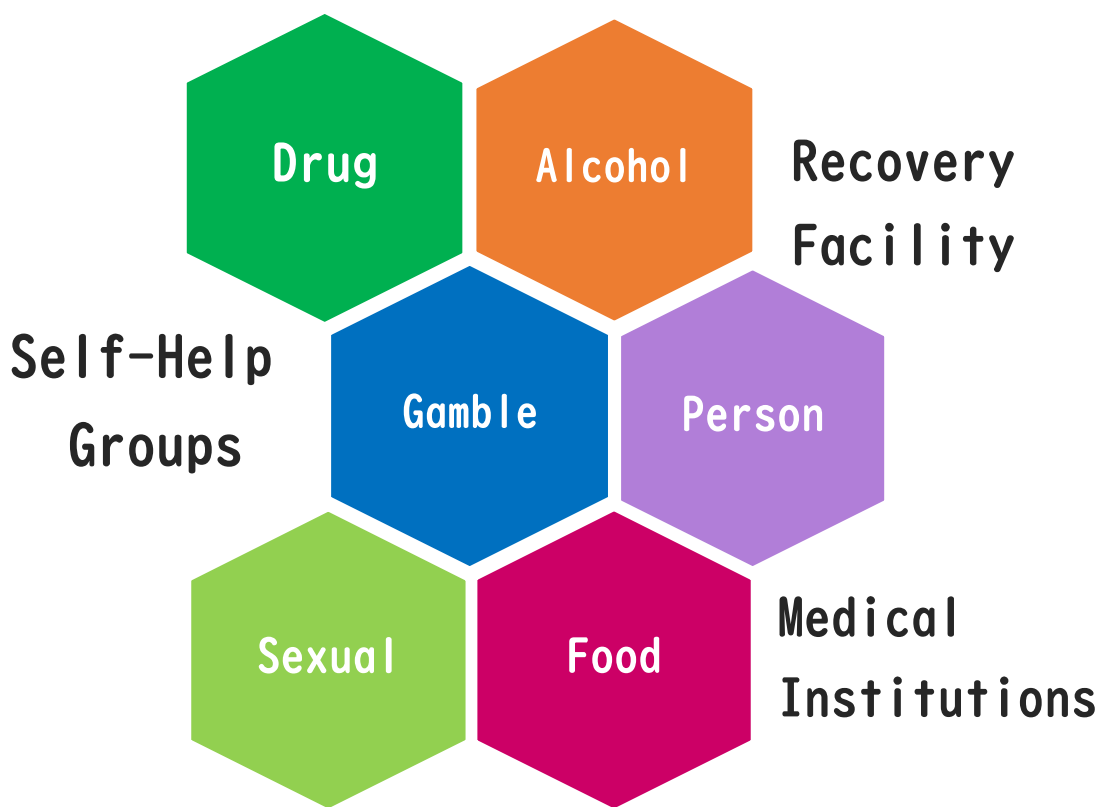 Drug
Alcohol
Recovery
Facility
Self-Help
Groups
Gamble
Person
Sexual
Food
Medical
Institutions